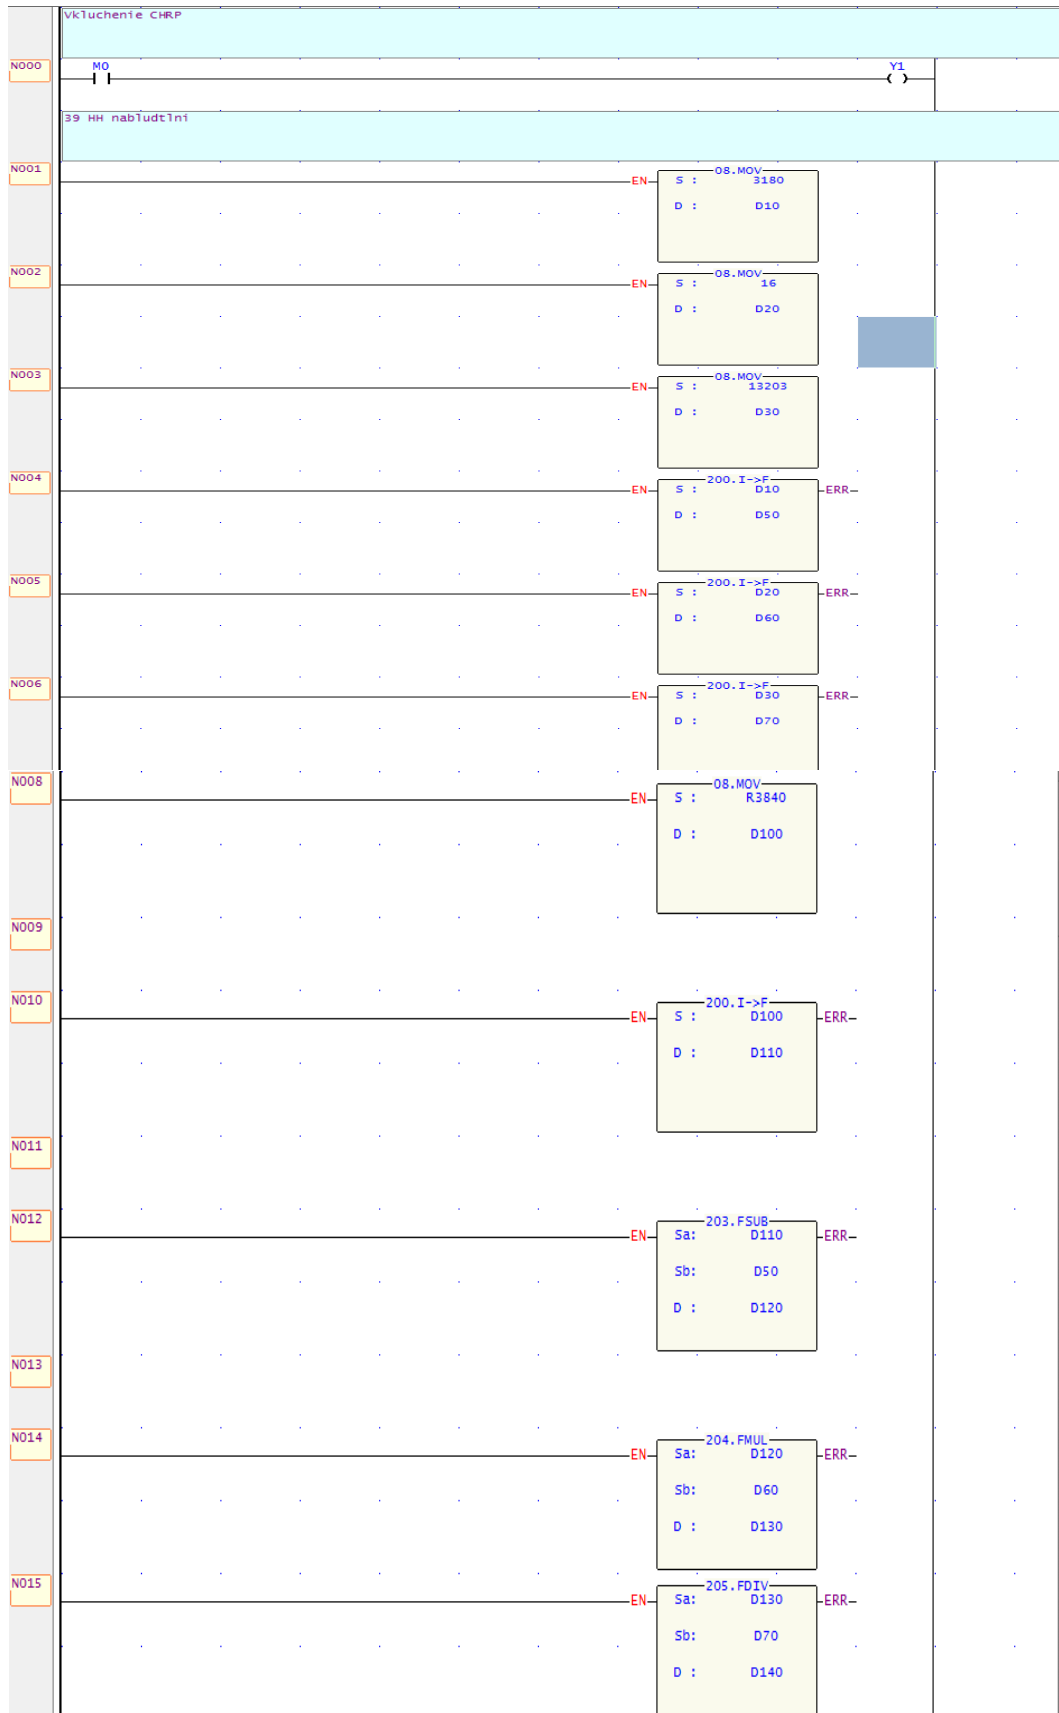 Vkluchenie CHRP
N000
M0
Y1
39 HH nabludtlni
N001
08.MOV
EN S : 3180
D : D10
N002
08.MOV
EN S : 16
D : D20
N003
08.MOV
EN S : 13203
D : D30
N004
200.I->F
EN S : D10 ERR
D : D50
N005
200.I->F
EN S : D20 ERR
D : D60
N006
200.I->F
EN S : D30 ERR
D : D70
N008
08.MOV
EN S : R3840
D : D100
N009
N010
200.I->F
EN S : D100 ERR
D : D110
N011
N012
203.FSUB
EN Sa: D110 ERR
Sb: D50
D : D120
N013
N014
204.FMUL
EN Sa: D120 ERR
Sb: D60
D : D130
N015
205.FDIV
EN Sa: D130 ERR
Sb: D70
D : D140